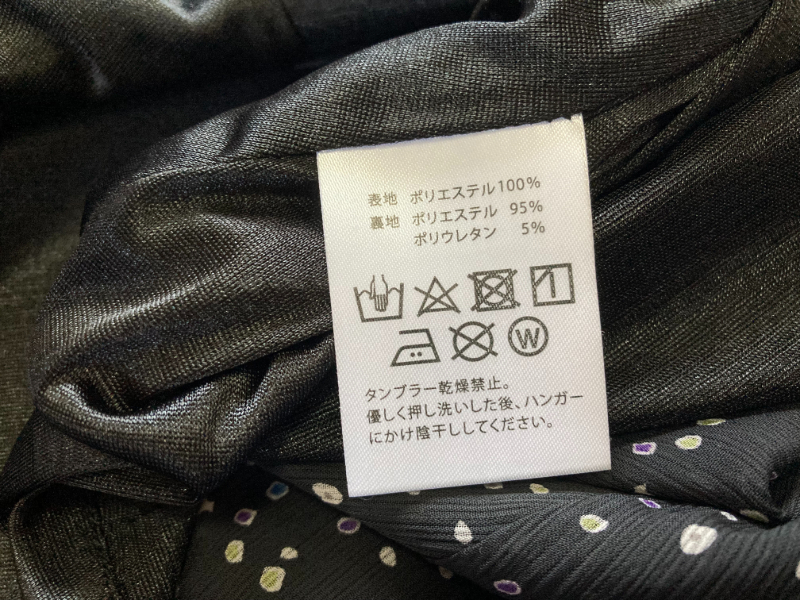 表地 ポリエステル100%
裏地 ポリエステル 95%
ポリウレタン 5%
W
タンブラー乾燥禁止。
優しく押し洗いした後、ハンガー
にかけ陰干ししてください。